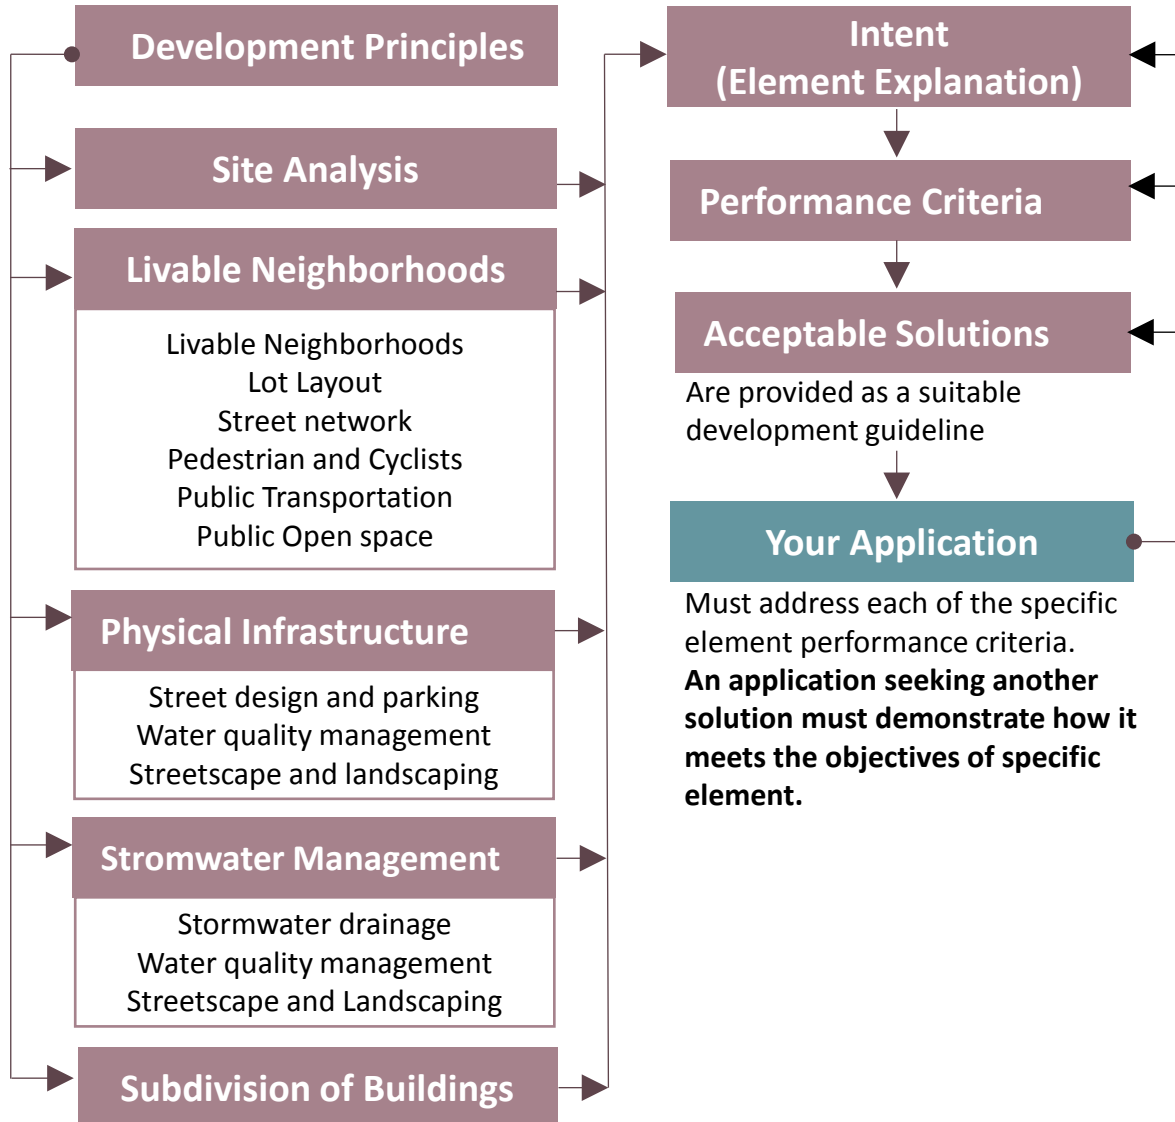 Development Principles
Site Analysis
Livable Neighborhoods
Livable Neighborhoods
Lot Layout
Street network
Pedestrian and Cyclists
Public Transportation
Public Open space
Physical Infrastructure
Street design and parking
Water quality management
Streetscape and landscaping
Stromwater Management
Stormwater drainage
Water quality management
Streetscape and Landscaping
Subdivision of Buildings
Intent
(Element Explanation)
Performance Criteria
Acceptable Solutions
Are provided as a suitable
development guideline
Your Application
Must address each of the specific
element performance criteria.
An application seeking another
solution must demonstrate how it
meets the objectives of specific
element.